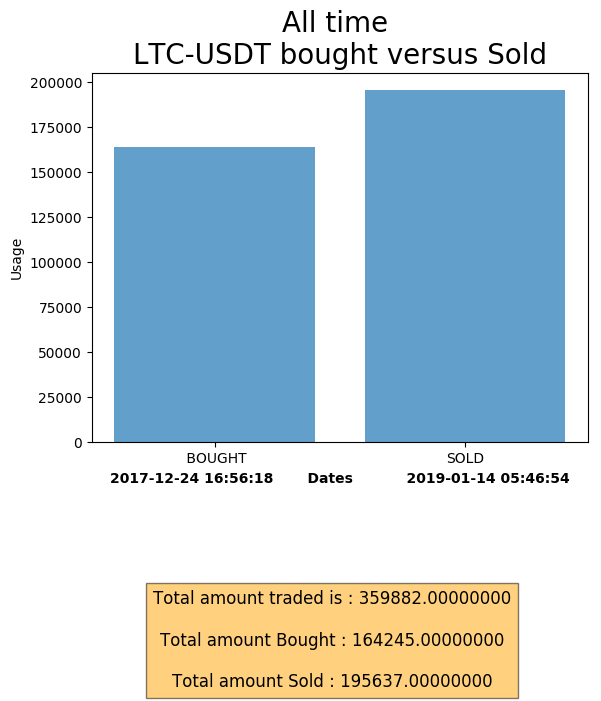 All time
LTC-USDT bought versus Sold
200000
175000
150000
125000
100000
75000
50000
25000
0
Usage
BOUGHT SOLD
2017-12-24 16:56:18 Dates 2019-01-14 05:46:54
Total amount traded is : 359882.00000000
Total amount Bought : 164245.00000000
Total amount Sold : 195637.00000000